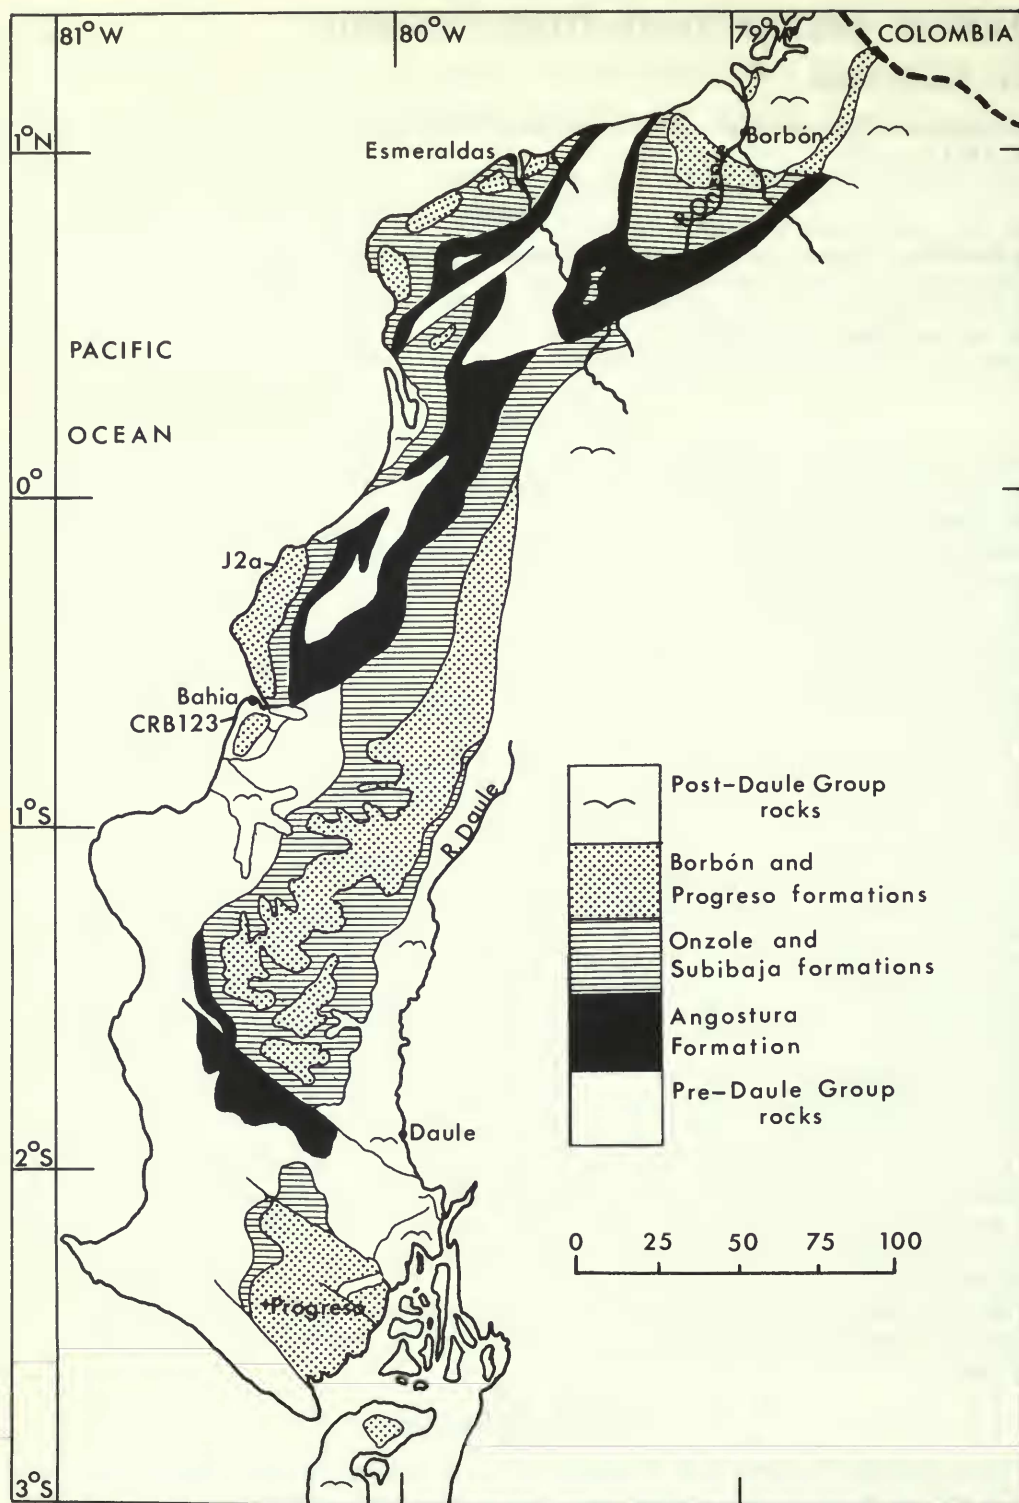 81°W
80°W
79°W
COLOMBIA
1°N
Esmeraldas
Borbón
R. Onzole
PACIFIC
OCEAN
0°
J2a
Bahia
CRB123
1°S
R. Daule
Post-Daule Group
rocks
Borbón and
Progreso formations
Onzole and
Subibaja formations
Angostura
Formation
Pre-Daule Group
rocks
Daule
2°S
0 25 50 75 100
Progreso
3°S